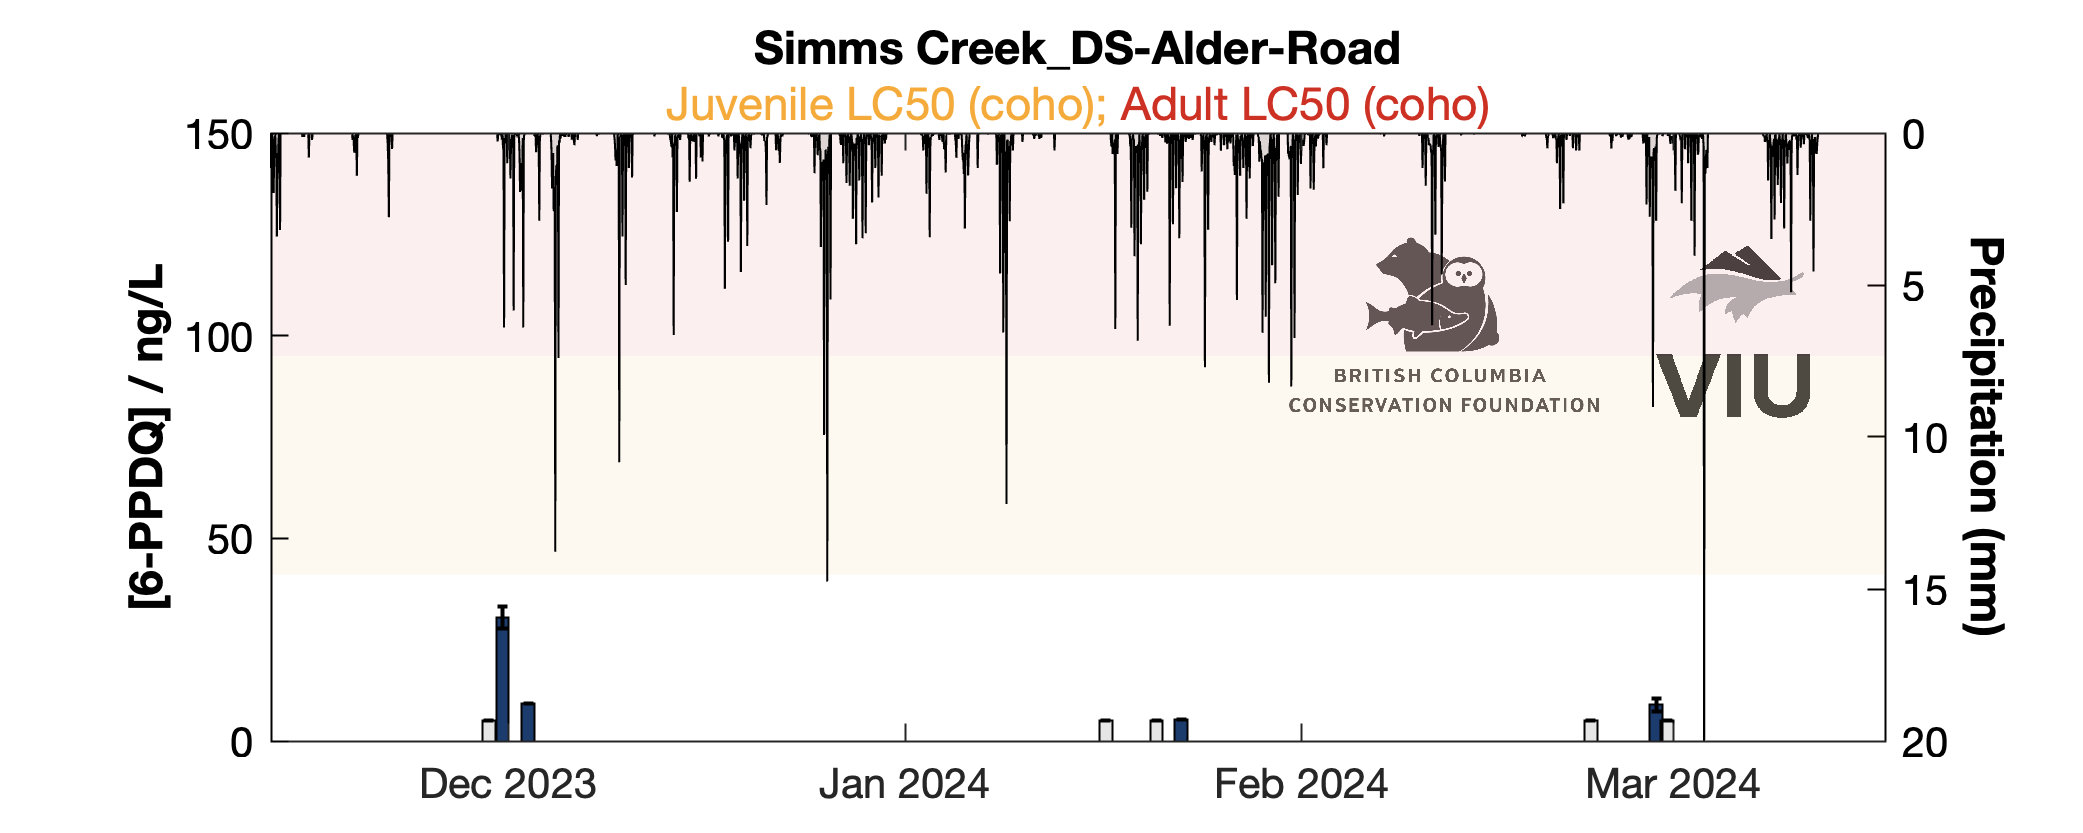 Simms Creek_DS-Alder-Road
Juvenile LC50 (coho); Adult LC50 (coho)
150
100
50
0
[6-PPDQ] / ng/L
0
5
10
15
20
Precipitation (mm)
BRITISH COLUMBIA
CONSERVATION FOUNDATION
VIU
Dec 2023
Jan 2024
Feb 2024
Mar 2024